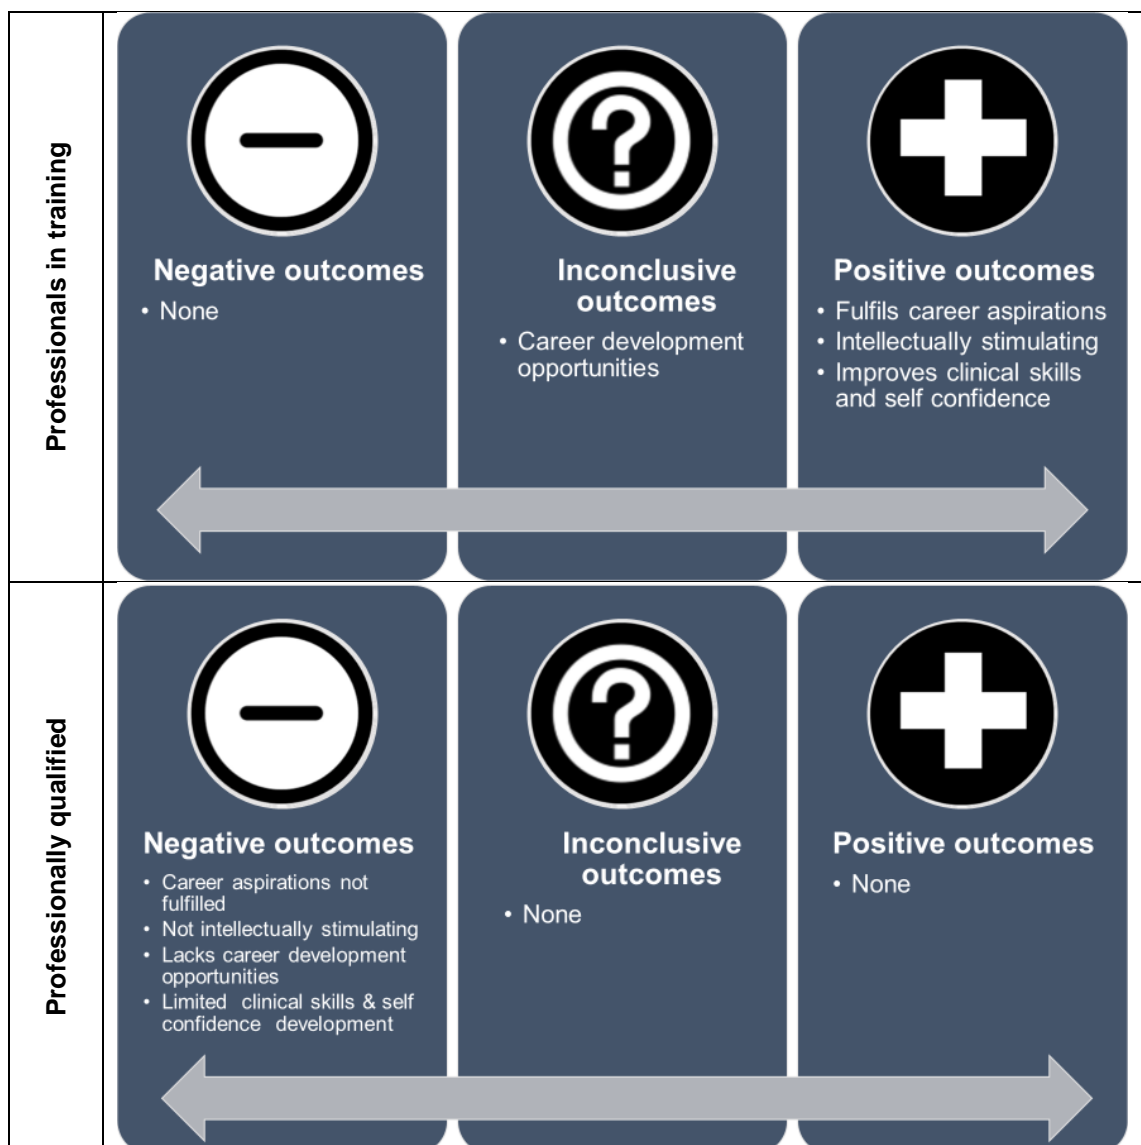 Professionals in training
Negative outcomes
• None
Inconclusive
outcomes
• Career development
opportunities
Positive outcomes
• Fulfils career aspirations
• Intellectually stimulating
• Improves clinical skills
and self confidence
Professionally qualified
Negative outcomes
• Career aspirations not
fulfilled
• Not intellectually stimulating
• Lacks career development
opportunities
• Limited clinical skills & self
confidence development
Inconclusive
outcomes
• None
Positive outcomes
• None